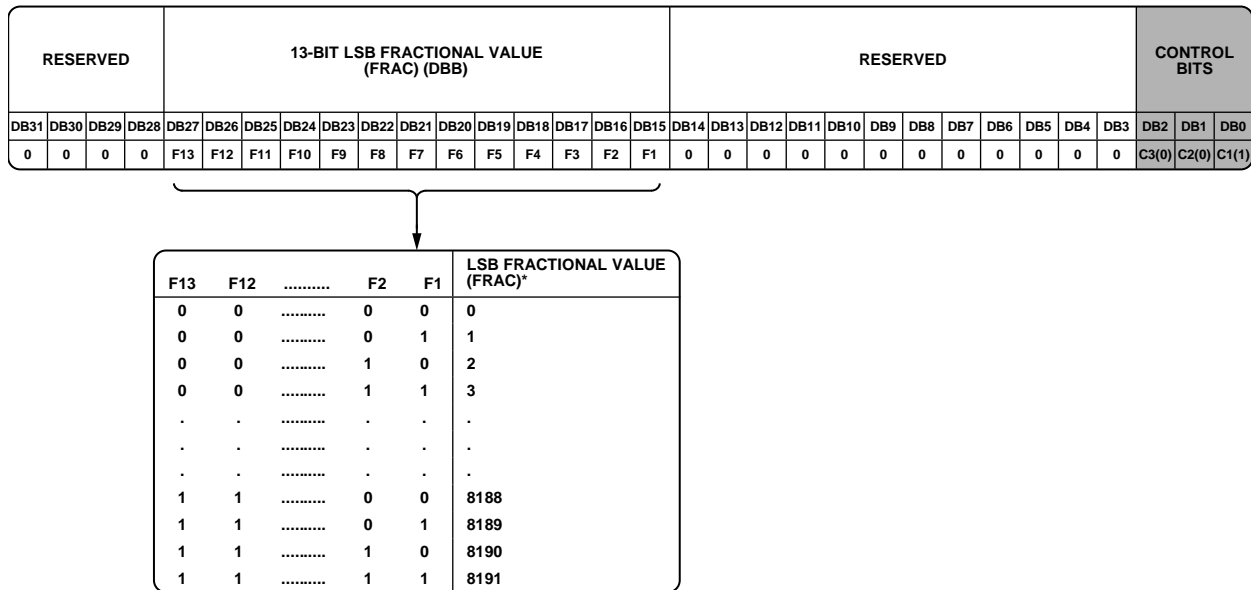 RESERVED
13-BIT LSB FRACTIONAL VALUE
(FRAC) (DBB)
RESERVED
CONTROL
BITS
DB31 DB30 DB29 DB28 DB27 DB26 DB25 DB24 DB23 DB22 DB21 DB20 DB19 DB18 DB17 DB16 DB15 DB14 DB13 DB12 DB11 DB10 DB9 DB8 DB7 DB6 DB5 DB4 DB3 DB2 DB1 DB0
0 0 0 0 F13 F12 F11 F10 F9 F8 F7 F6 F5 F4 F3 F2 F1 0 0 0 0 0 0 0 0 0 0 0 0 C3(0) C2(0) C1(1)
LSB FRACTIONAL VALUE
F13 F12 .......... F2 F1 (FRAC)*
0 0 .......... 0 0 0
0 0 .......... 0 1 1
0 0 .......... 1 0 2
0 0 .......... 1 1 3
. . .......... . . .
. . .......... . . .
. . .......... . . .
1 1 .......... 0 0 8188
1 1 .......... 0 1 8189
1 1 .......... 1 0 8190
1 1 .......... 1 1 8191